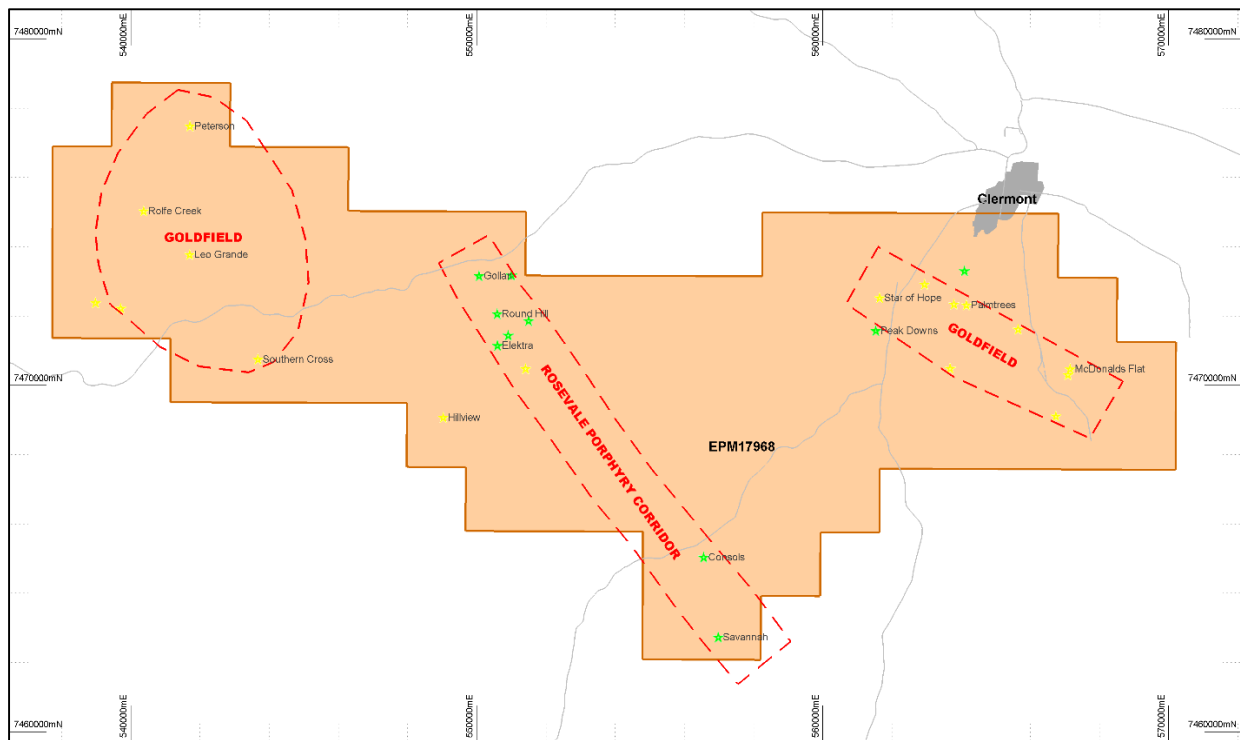 540000mE
550000mE
560000mE
570000mE
7480000mN
7480000mN
Peterson
Clermont
Rolfe Creek
GOLDFIELD
Leo Grande
Gollan
Star of Hope
Palmtrees
Round Hill
Peak Downs
Elektra
GOLDFIELD
Southern Cross
McDonalds Flat
7470000mN
7470000mN
Hillview
ROSEVALE PORPHYRY CORRIDOR
EPM17968
Consols
Savannah
7460000mN
7460000mN
540000mE
550000mE
560000mE
570000mE